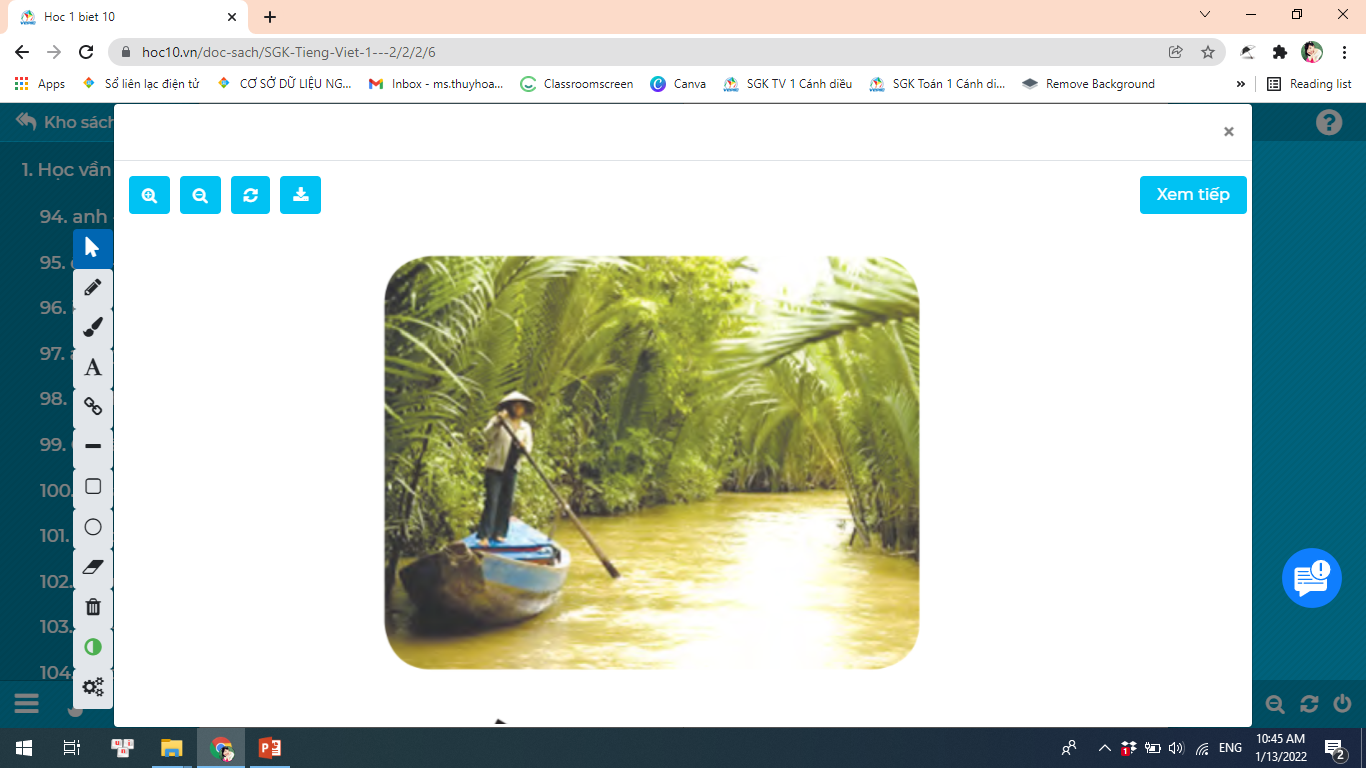 Hoc 1 biet 10
hoc10.vn/doc-sach/SGK-Tieng-Viet-1---2/2/2/6
Apps
Sổ liên lạc điện tử
CƠ SỞ DỮ LIỆU NG...
Inbox - ms.thuyhoa...
Classroomscreen
Canva
SGK TV 1 Cánh diều
SGK Toán 1 Cánh di...
Remove Background
»
Reading list
Kho sách
1. Học vần
Xem tiếp
94. anh
95.
96.
97.
98.
99.
100.
101.
102.
103.
104.
A
ENG
10:45 AM
1/13/2022
2